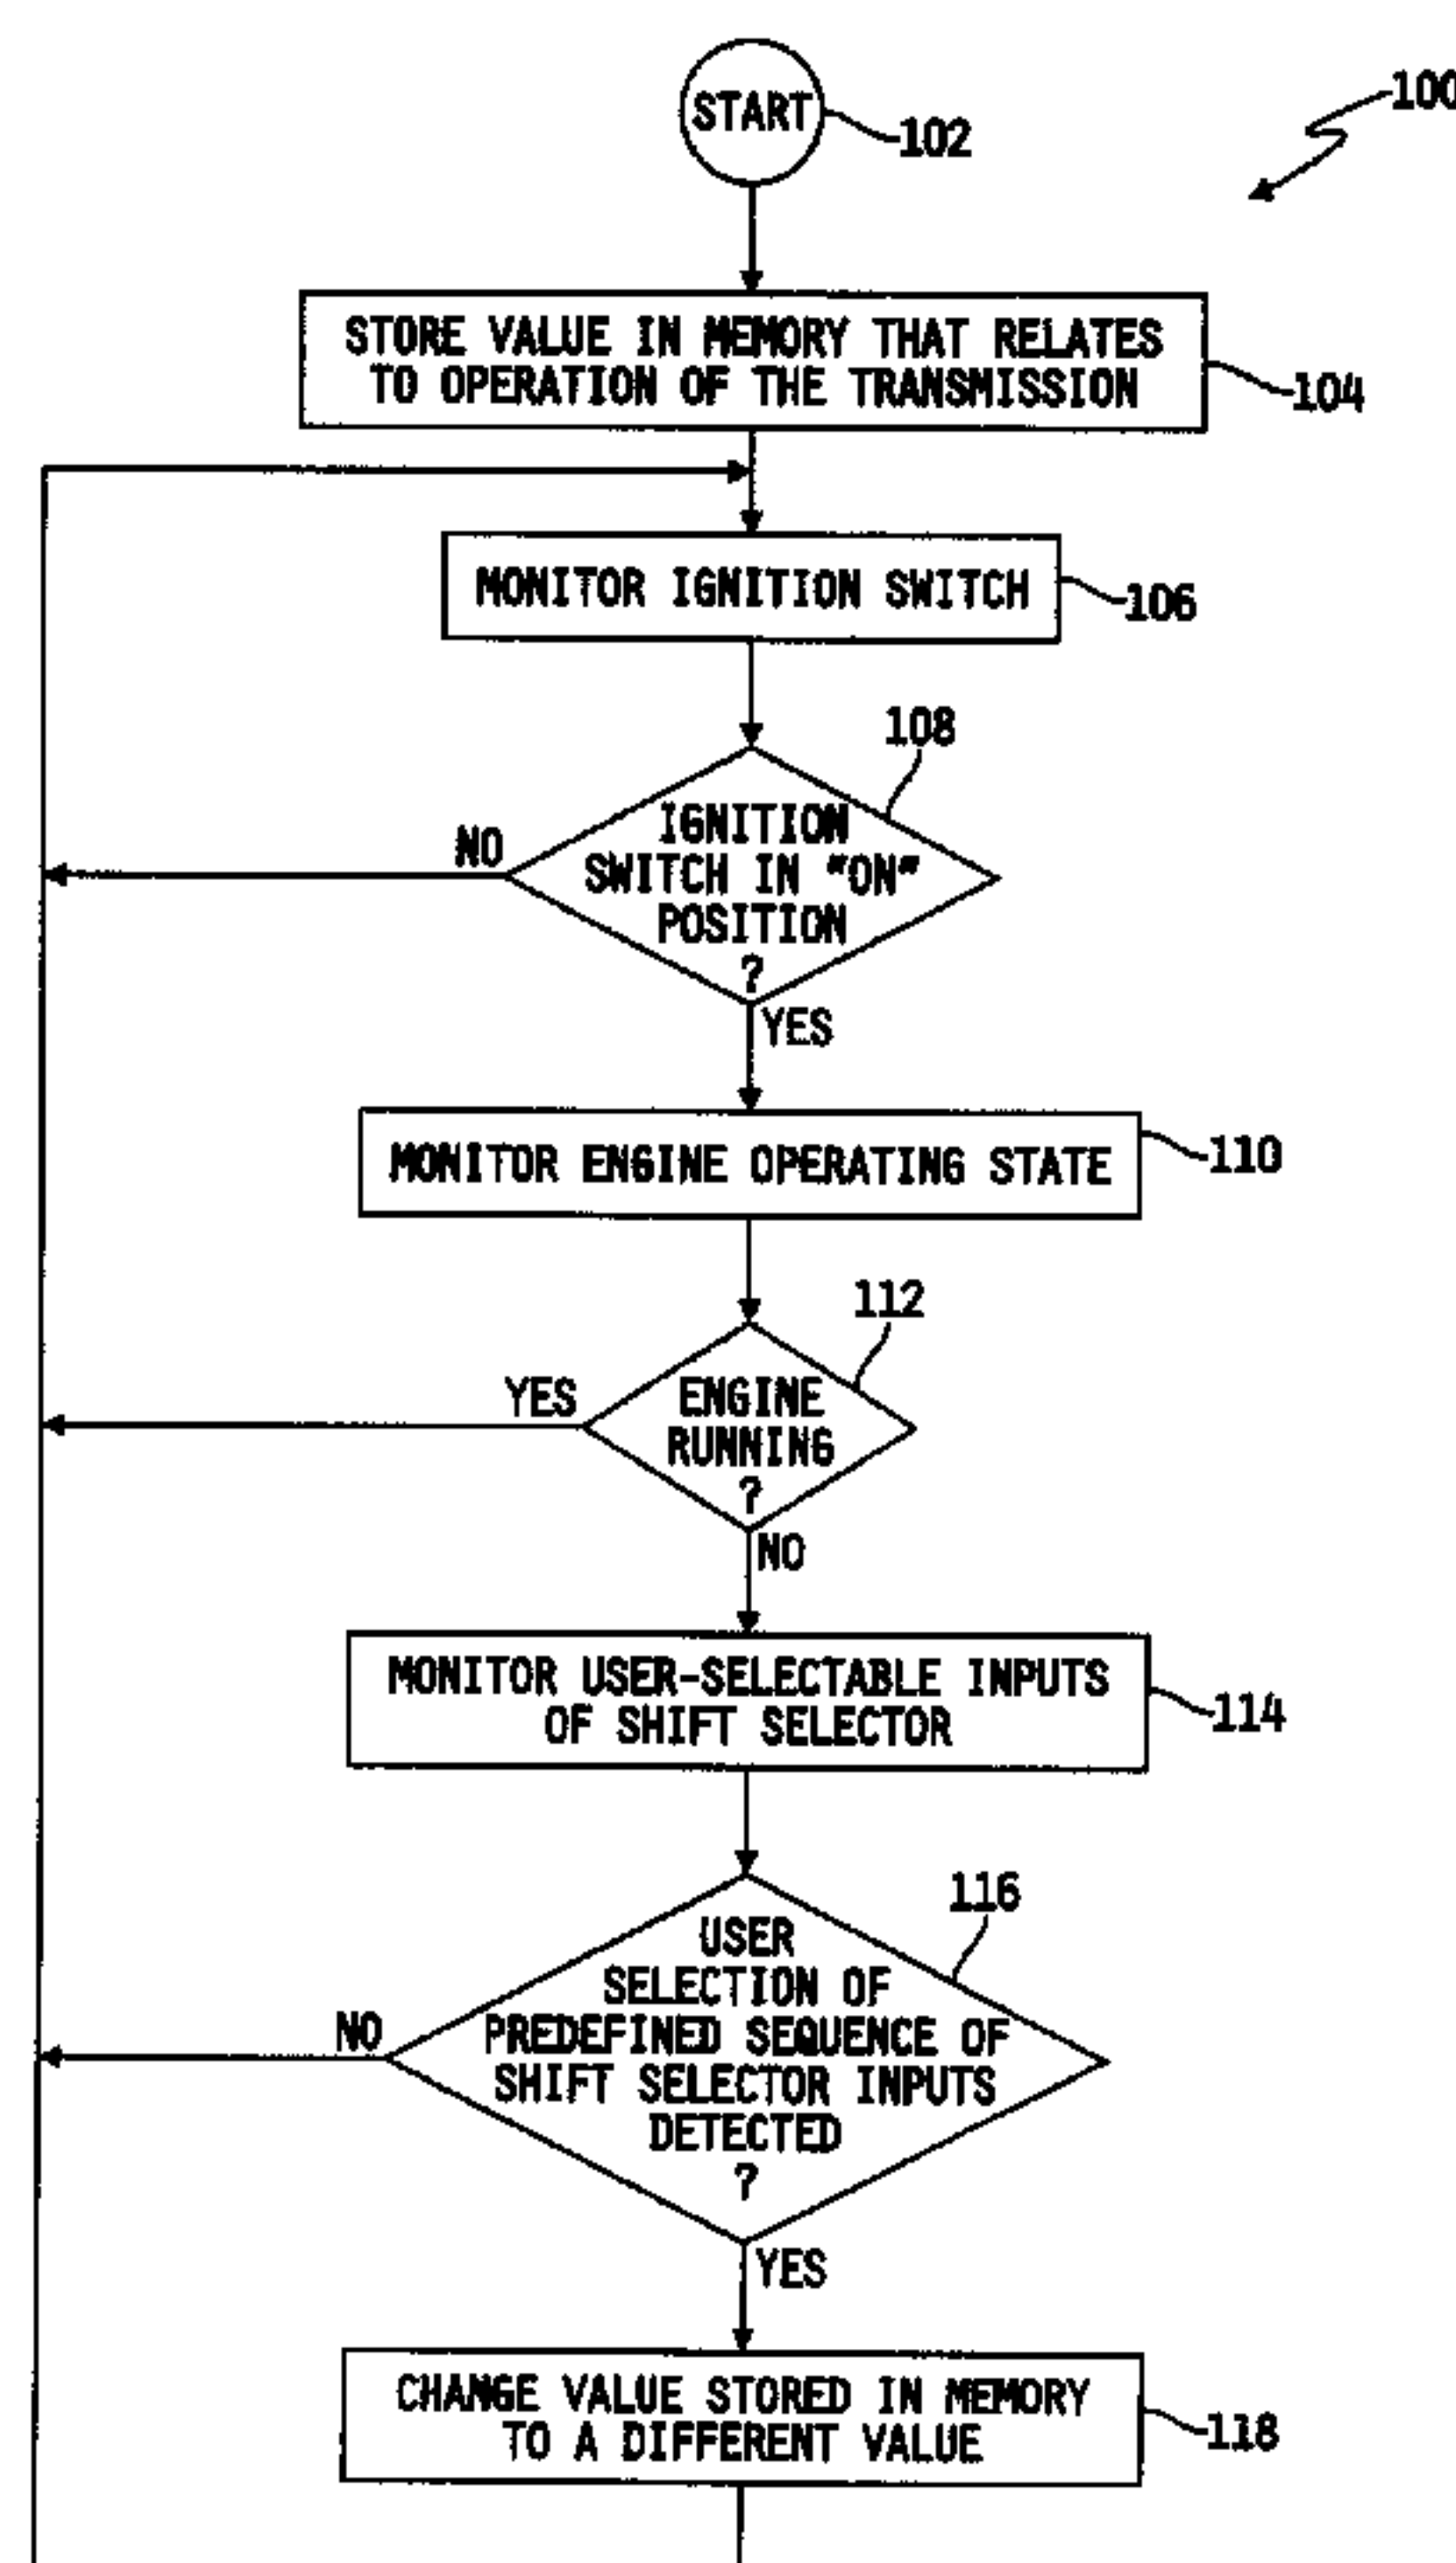 START
102
100
STORE VALUE IN MEMORY THAT RELATES
TO OPERATION OF THE TRANSMISSION
104
MONITOR IGNITION SWITCH
106
108
IGNITION
SWITCH IN "ON"
POSITION
?
NO
YES
MONITOR ENGINE OPERATING STATE
110
112
ENGINE
RUNNING
?
YES
NO
MONITOR USER-SELECTABLE INPUTS
OF SHIFT SELECTOR
114
116
USER
SELECTION OF
PREDEFINED SEQUENCE OF
SHIFT SELECTOR INPUTS
DETECTED
?
NO
YES
CHANGE VALUE STORED IN MEMORY
TO A DIFFERENT VALUE
118